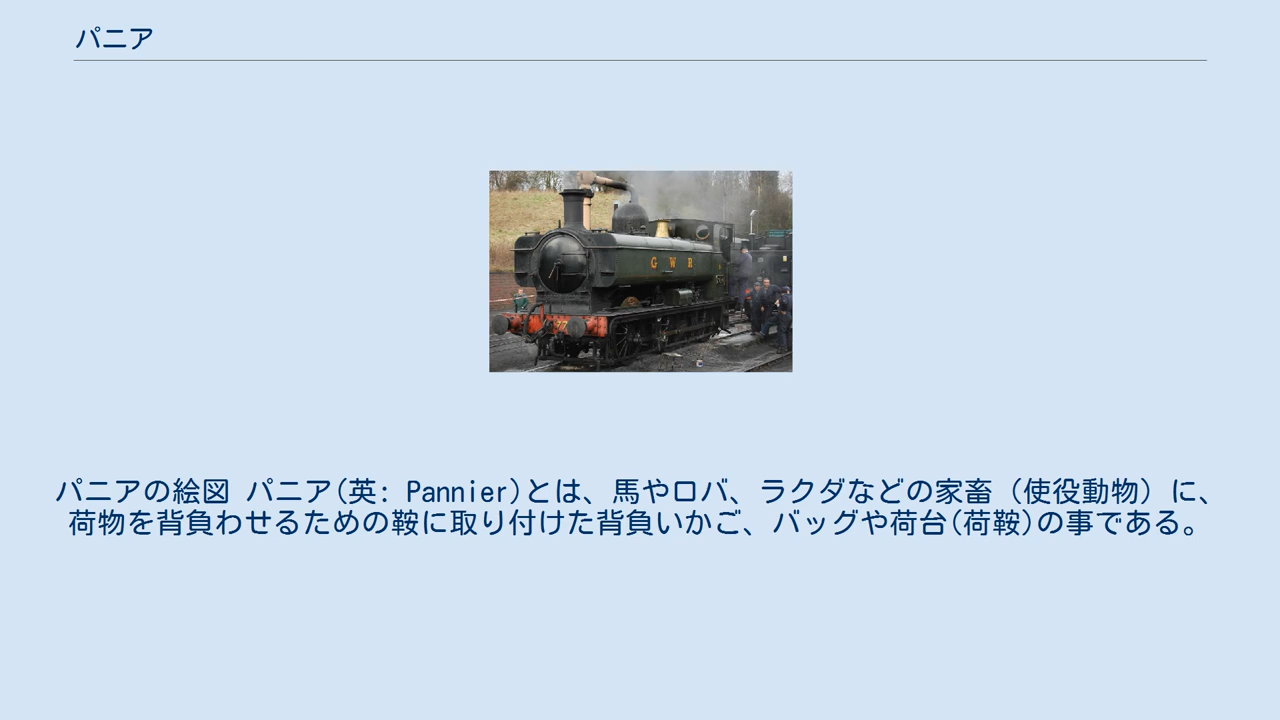 パニア
G W R
77
パニアの絵図 パニア(英: Pannier)とは、馬やロバ、ラクダなどの家畜（使役動物）に、
荷物を背負わせるための鞍に取り付けた背負いかご、バッグや荷台(荷鞍)の事である。